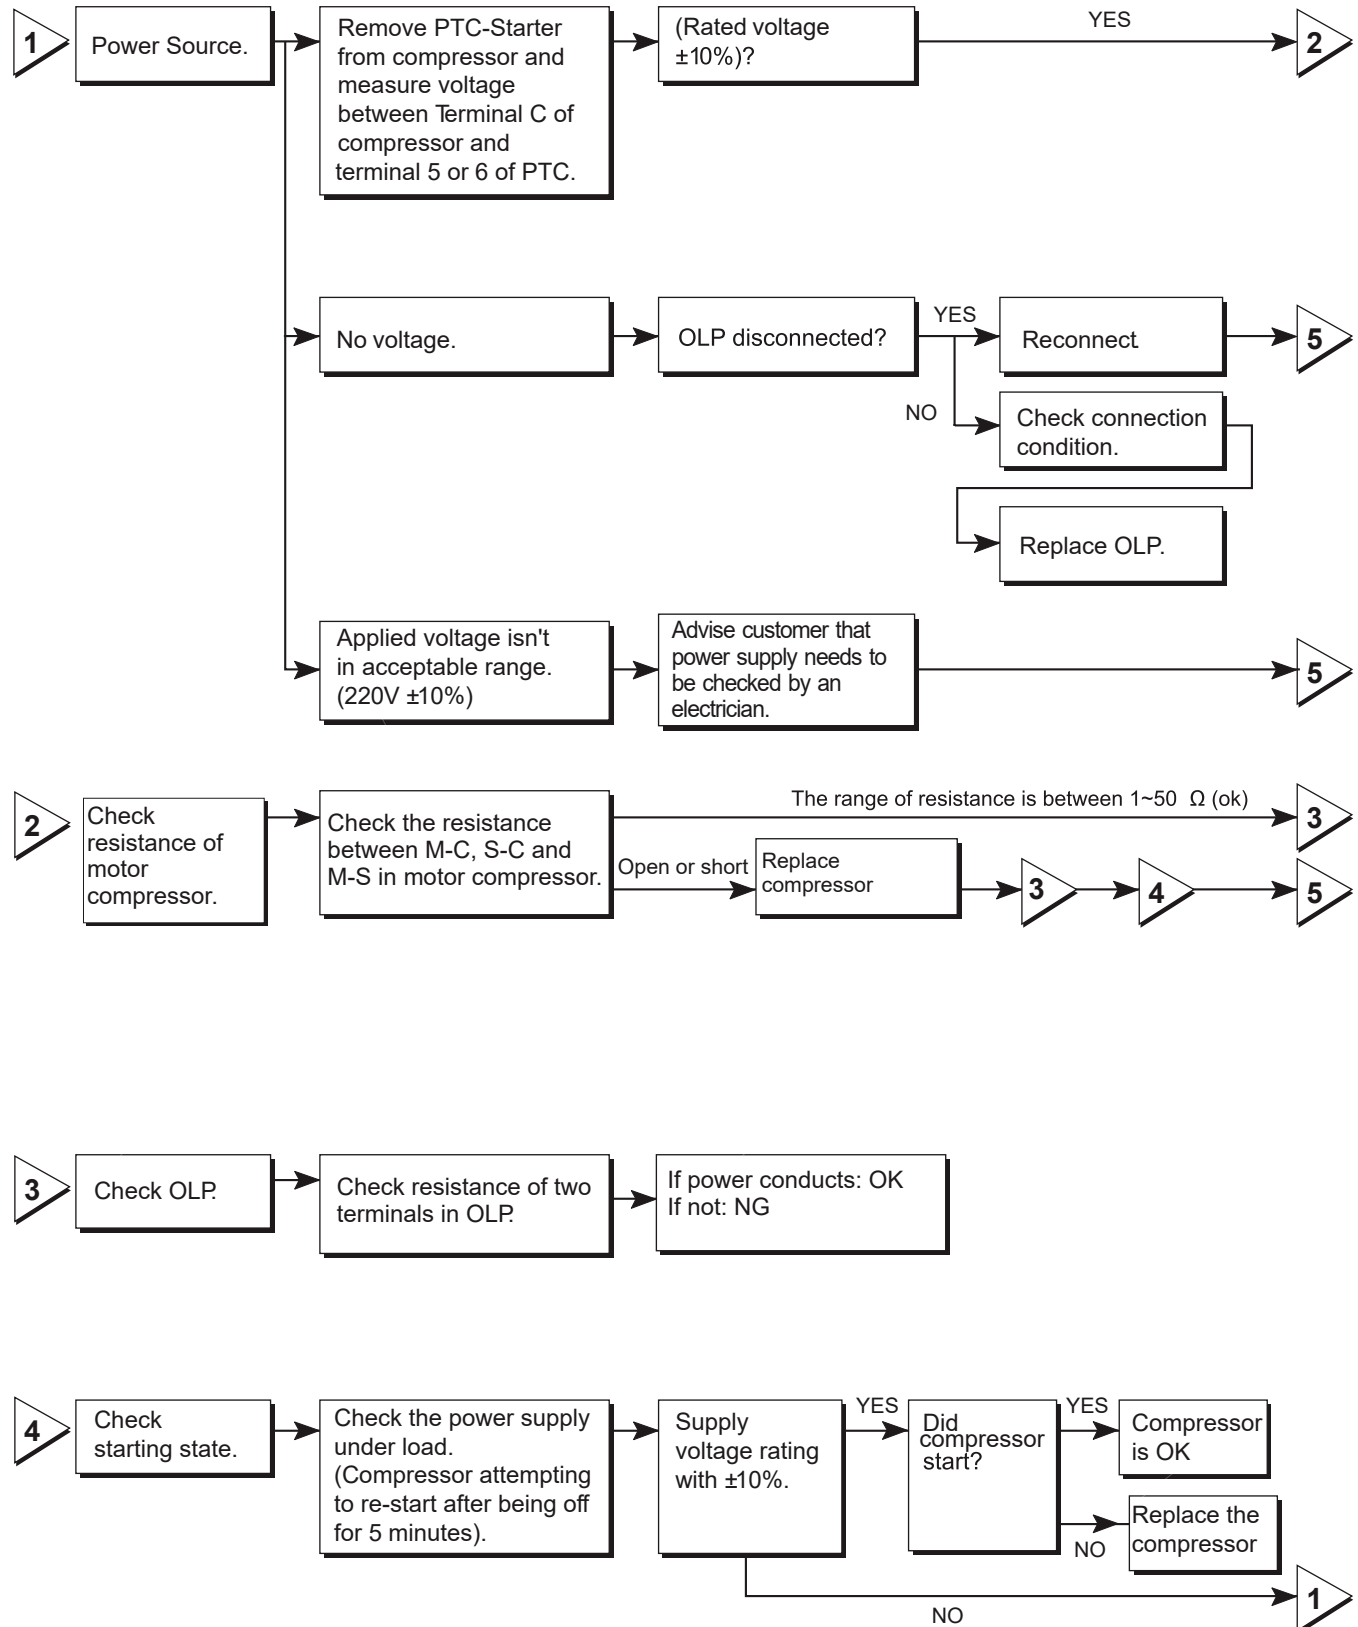 1
Power Source.
Remove PTC-Starter
from compressor and
measure voltage
between Terminal C of
compressor and
terminal 5 or 6 of PTC.
(Rated voltage
±10%)?
YES
2
No voltage.
OLP disconnected?
YES
Reconnect.
5
NO
Check connection
condition.
Replace OLP.
Applied voltage isn't
in acceptable range.
(220V ±10%)
Advise customer that
power supply needs to
be checked by an
electrician.
5
2
Check
resistance of
motor
compressor.
Check the resistance
between M-C, S-C and
M-S in motor compressor.
The range of resistance is between 1~50 Ω (ok)
3
Open or short
Replace
compressor
3
4
5
3
Check OLP.
Check resistance of two
terminals in OLP.
If power conducts: OK
If not: NG
4
Check
starting state.
Check the power supply
under load.
(Compressor attempting
to re-start after being off
for 5 minutes).
Supply
voltage rating
with ±10%.
YES
Did
compressor
start?
YES
Compressor
is OK
NO
Replace the
compressor
NO
1